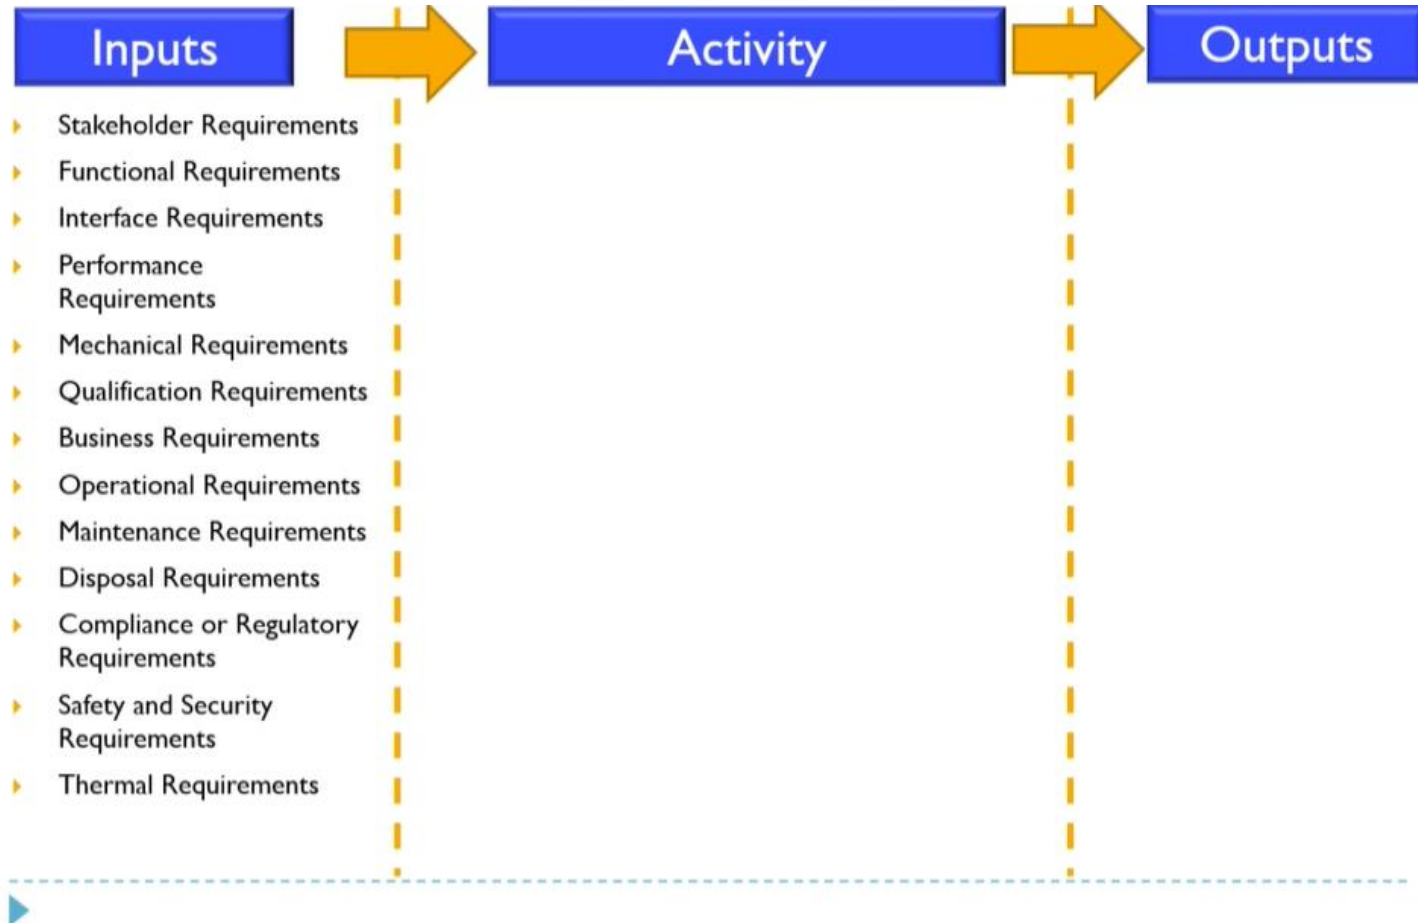 Inputs
Activity
Outputs
Stakeholder Requirements
Functional Requirements
Interface Requirements
Performance
Requirements
Mechanical Requirements
Qualification Requirements
Business Requirements
Operational Requirements
Maintenance Requirements
Disposal Requirements
Compliance or Regulatory
Requirements
Safety and Security
Requirements
Thermal Requirements